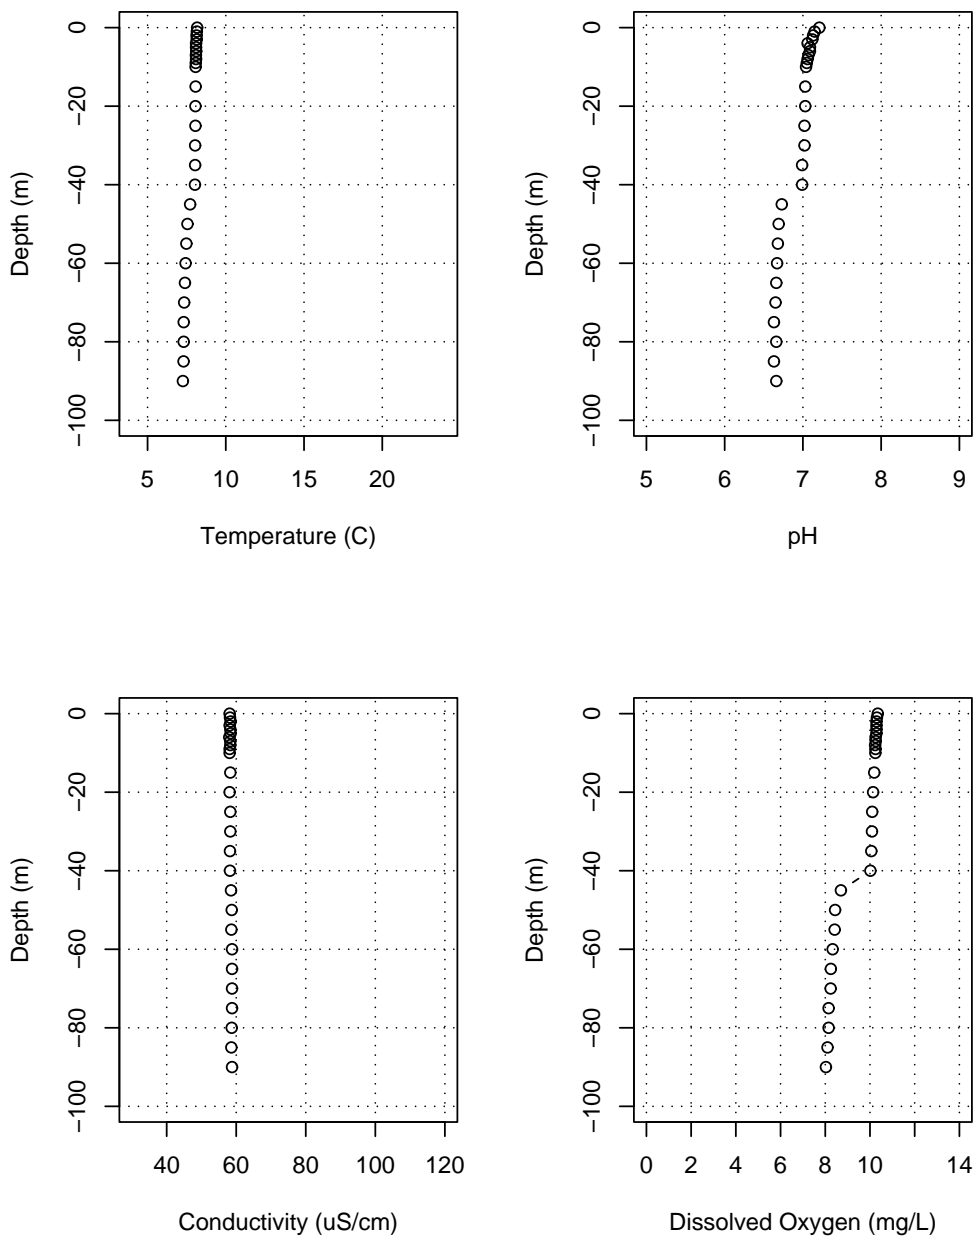 0
−20
−40
−60
−80
−100
Depth (m)
5 10 15 20
Temperature (C)
0
−20
−40
−60
−80
−100
Depth (m)
5 6 7 8 9
pH
0
−20
−40
−60
−80
−100
Depth (m)
40 60 80 100 120
Conductivity (uS/cm)
0
−20
−40
−60
−80
−100
Depth (m)
0 2 4 6 8 10 14
Dissolved Oxygen (mg/L)